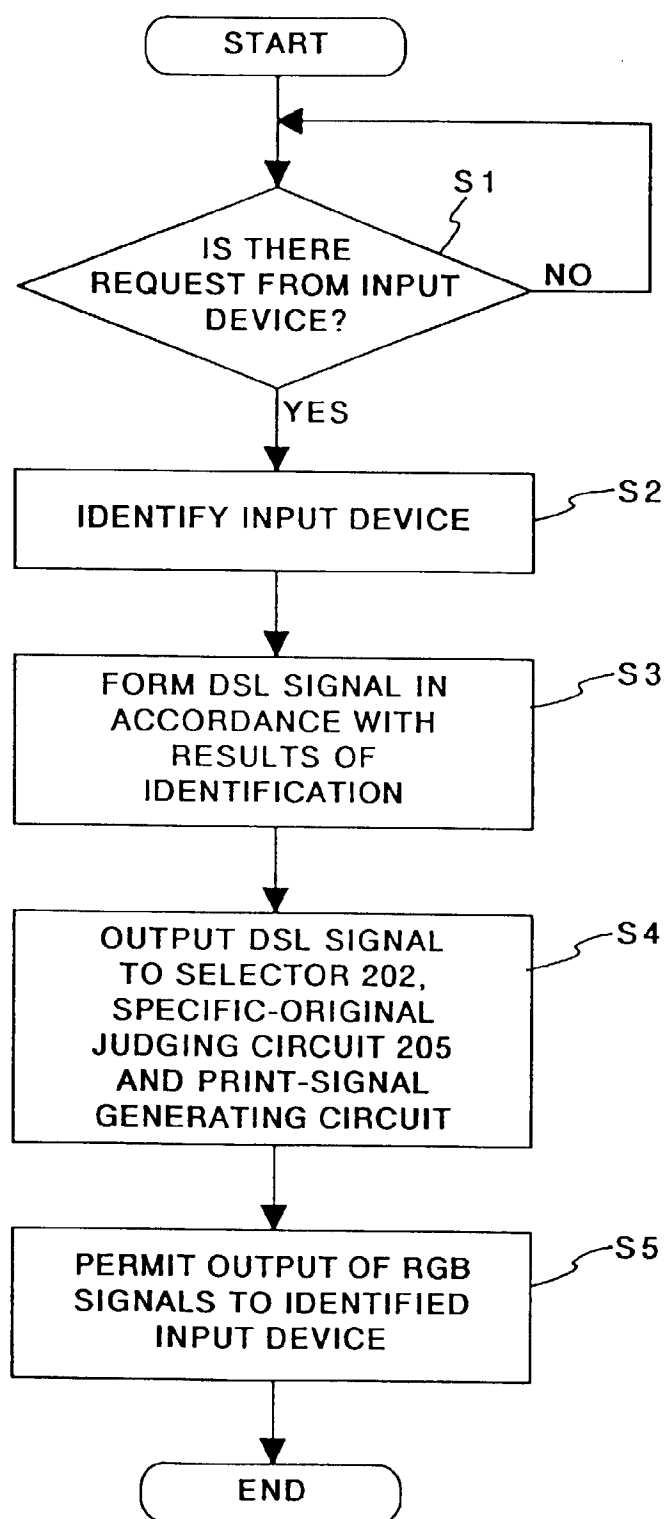 START
S1
IS THERE
REQUEST FROM INPUT
DEVICE?
NO
YES
S2
IDENTIFY INPUT DEVICE
S3
FORM DSL SIGNAL IN
ACCORDANCE WITH
RESULTS OF
IDENTIFICATION
S4
OUTPUT DSL SIGNAL
TO SELECTOR 202,
SPECIFIC-ORIGINAL
JUDGING CIRCUIT 205
AND PRINT-SIGNAL
GENERATING CIRCUIT
S5
PERMIT OUTPUT OF RGB
SIGNALS TO IDENTIFIED
INPUT DEVICE
END